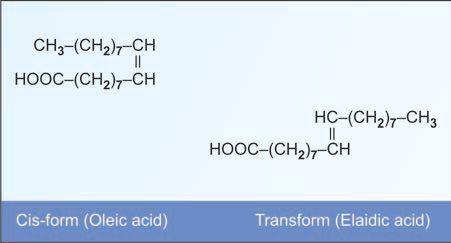 CH3–(CH2)7–CH
||
HOOC–(CH2)7–CH
HC–(CH2)7–CH3
||
HOOC–(CH2)7–CH
Cis-form (Oleic acid)
Transform (Elaidic acid)